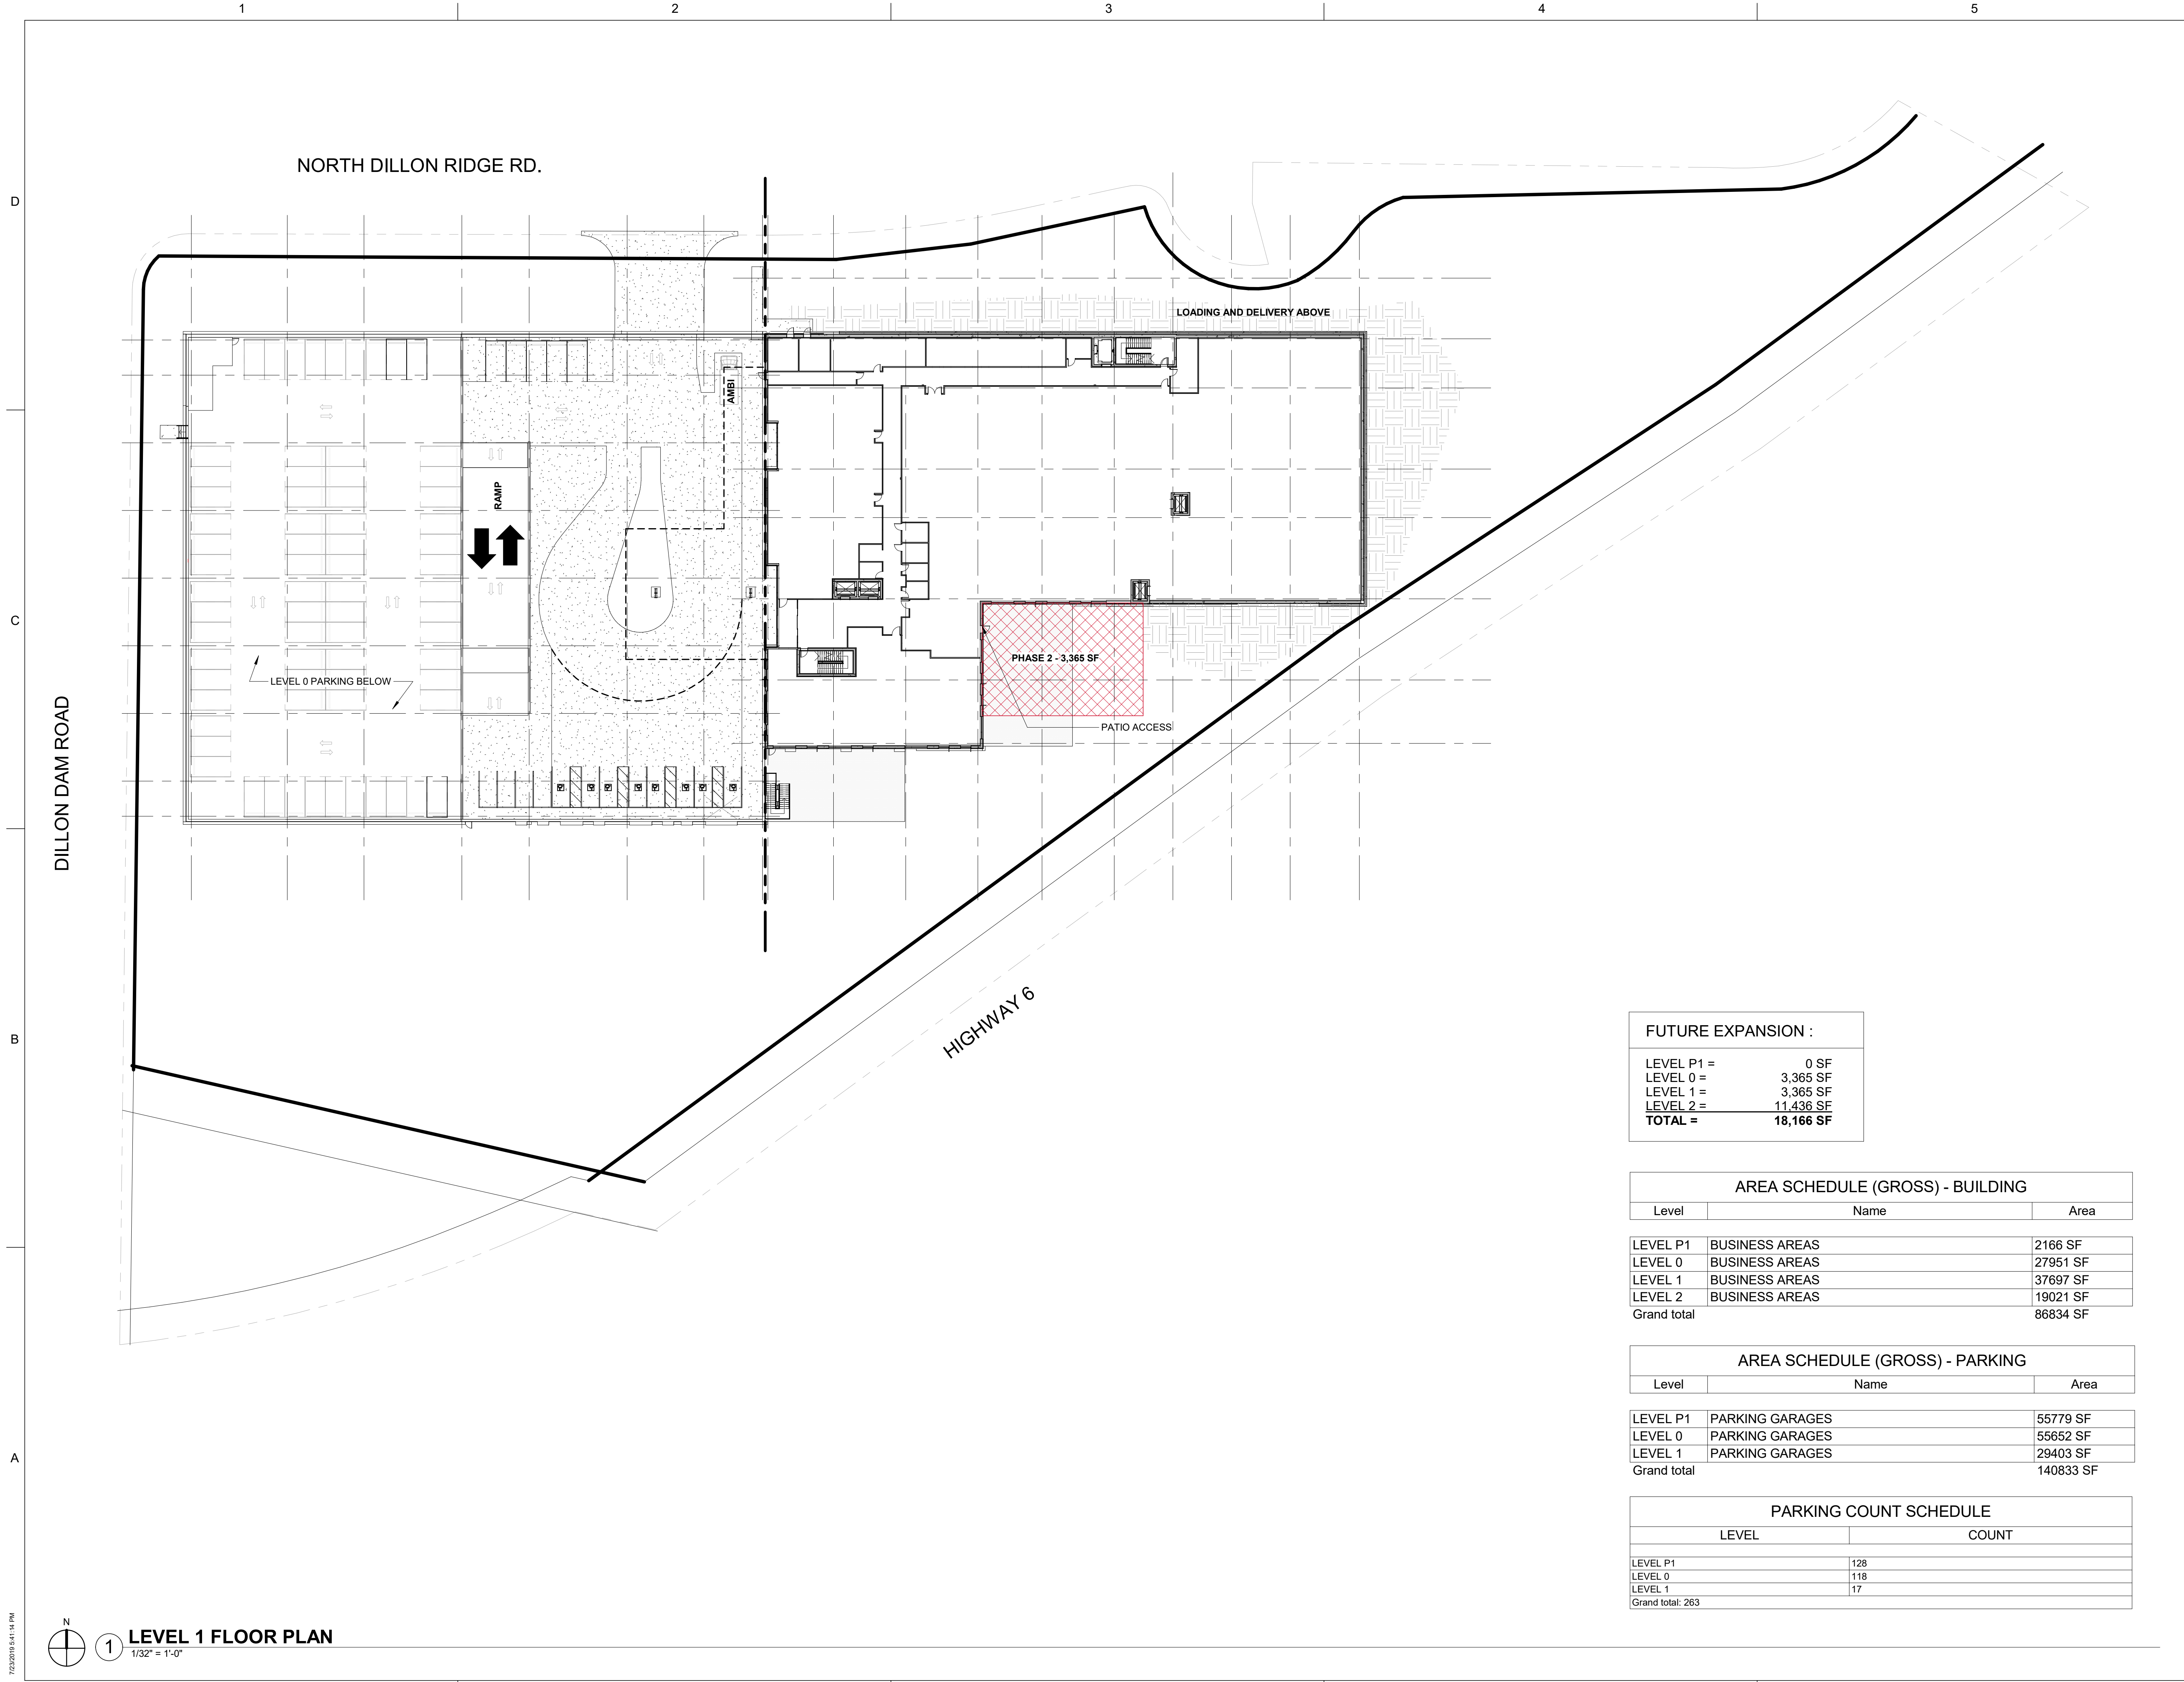 1 2 3 4 5
D
C
B
A
NORTH DILLON RIDGE RD.
LOADING AND DELIVERY ABOVE
AMBI
RAMP
PHASE 2 - 3,365 SF
LEVEL 0 PARKING BELOW
PATIO ACCESS
DILLON DAM ROAD
HIGHWAY 6
FUTURE EXPANSION :
LEVEL P1 = 0 SF
LEVEL 0 = 3,365 SF
LEVEL 1 = 3,365 SF
LEVEL 2 = 11,436 SF
TOTAL = 18,166 SF
AREA SCHEDULE (GROSS) - BUILDING
Level Name Area
LEVEL P1 BUSINESS AREAS 2166 SF
LEVEL 0 BUSINESS AREAS 27951 SF
LEVEL 1 BUSINESS AREAS 37697 SF
LEVEL 2 BUSINESS AREAS 19021 SF
Grand total 86834 SF
AREA SCHEDULE (GROSS) - PARKING
Level Name Area
LEVEL P1 PARKING GARAGES 55779 SF
LEVEL 0 PARKING GARAGES 55652 SF
LEVEL 1 PARKING GARAGES 29403 SF
Grand total 140833 SF
PARKING COUNT SCHEDULE
LEVEL COUNT
LEVEL P1 128
LEVEL 0 118
LEVEL 1 17
Grand total: 263
N
1 LEVEL 1 FLOOR PLAN
1/32" = 1'-0"
7/23/2019 5:41:14 PM